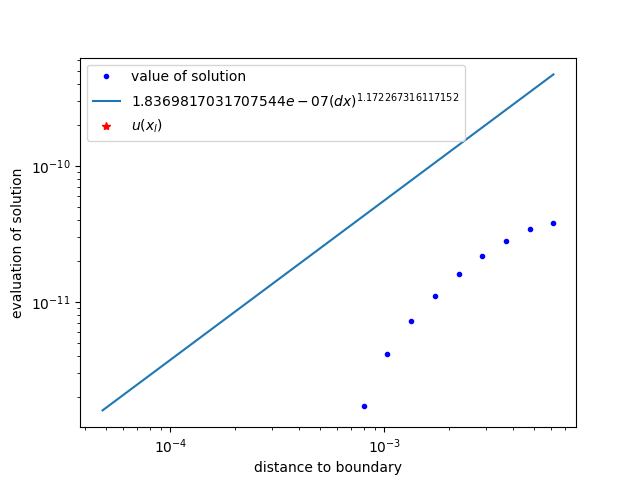 value of solution
1.8369817031707544e − 07(dx)^1.172267316117152
u(x_l)
10^−10
10^−11
evaluation of solution
10^−4
10^−3
distance to boundary